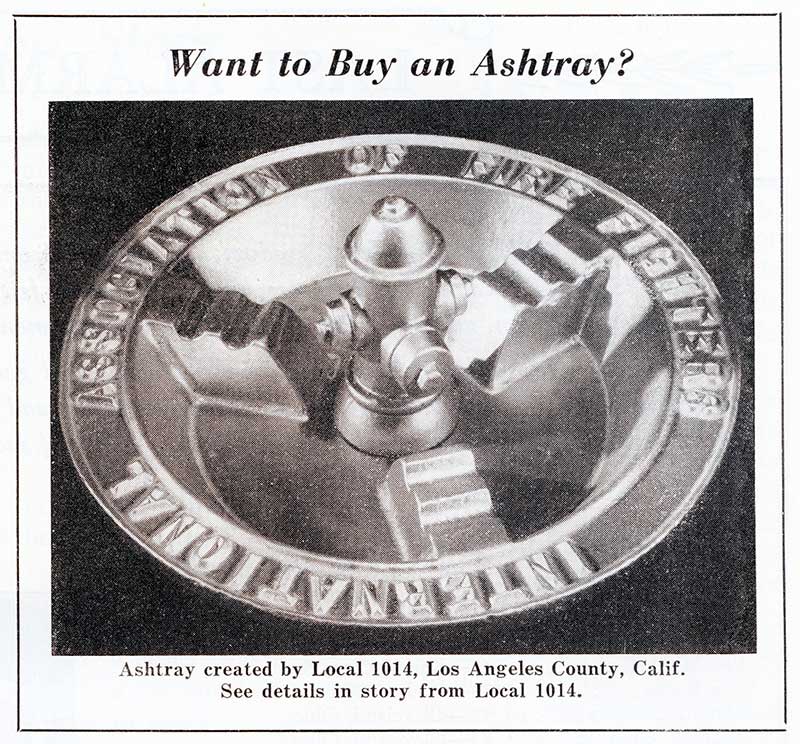 Want to Buy an Ashtray?
INTERNATIONAL ASSOCIATION OF FIRE FIGHTERS
Ashtray created by Local 1014, Los Angeles County, Calif.
See details in story from Local 1014.